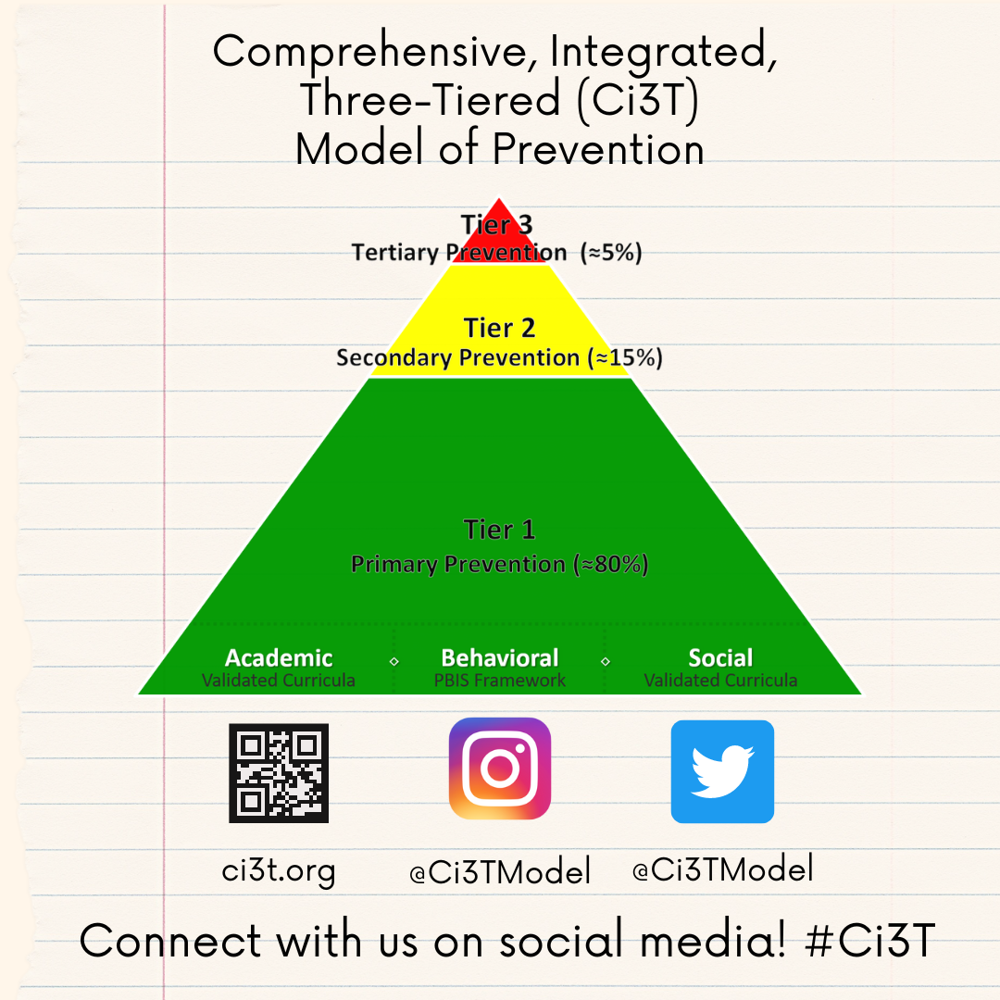 Comprehensive, Integrated,
Three-Tiered (Ci3T)
Model of Prevention
Tier 3
Tertiary Prevention (≈5%)
Tier 2
Secondary Prevention (≈15%)
Tier 1
Primary Prevention (≈80%)
Academic ◇ Behavioral ◇ Social
Validated Curricula PBIS Framework Validated Curricula
ci3t.org @Ci3TModel @Ci3TModel
Connect with us on social media! #Ci3T